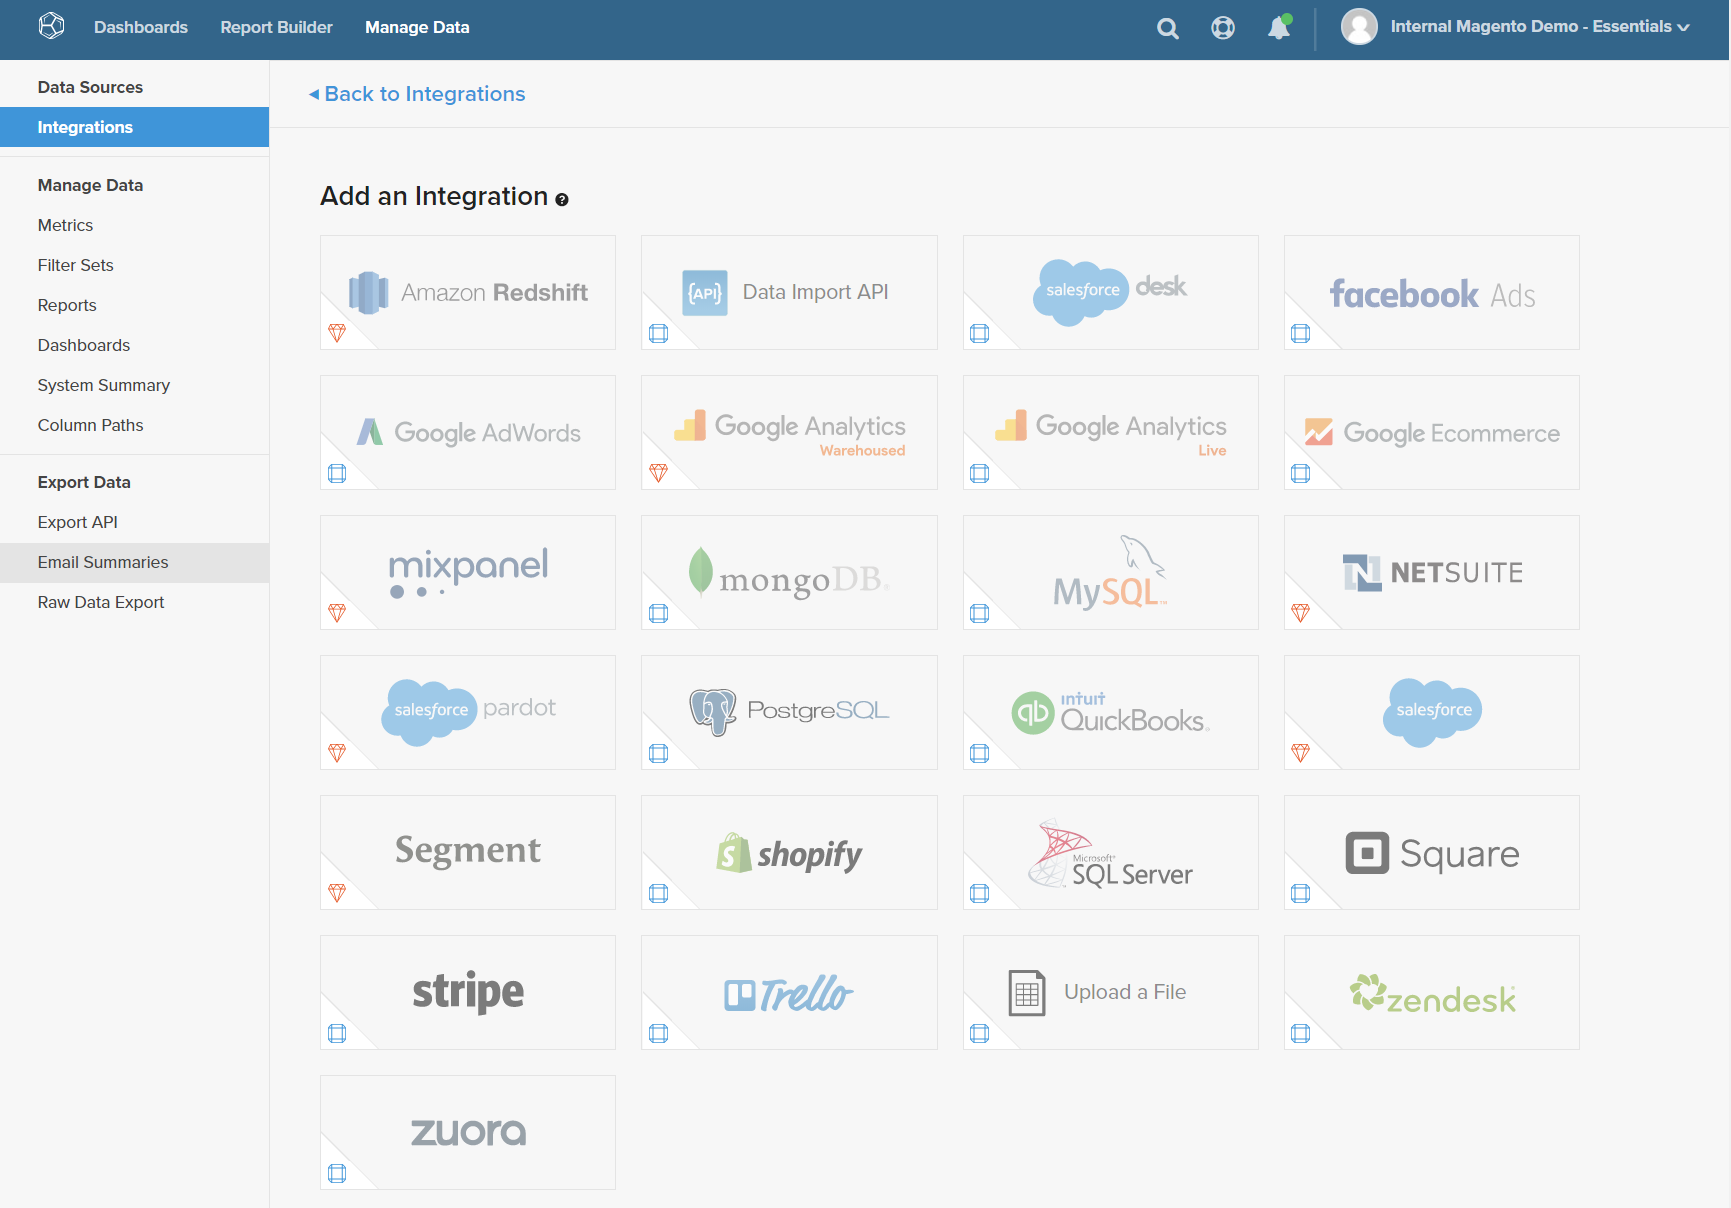 Dashboards
Report Builder
Manage Data
Internal Magento Demo - Essentials
Data Sources
Integrations
Manage Data
Metrics
Filter Sets
Reports
Dashboards
System Summary
Column Paths
Export Data
Export API
Email Summaries
Raw Data Export
Back to Integrations
Add an Integration ?
Amazon Redshift
{API} Data Import API
salesforce desk
facebook Ads
Google AdWords
Google Analytics
Warehoused
Google Analytics
Live
Google Ecommerce
mixpanel
mongoDB®
MySQL™
NETSUITE
salesforce pardot
PostgreSQL
qb intuit
QuickBooks®
salesforce
Segment
S shopify
Microsoft®
SQL Server
Square
stripe
Trello
Upload a File
zendesk
zuora